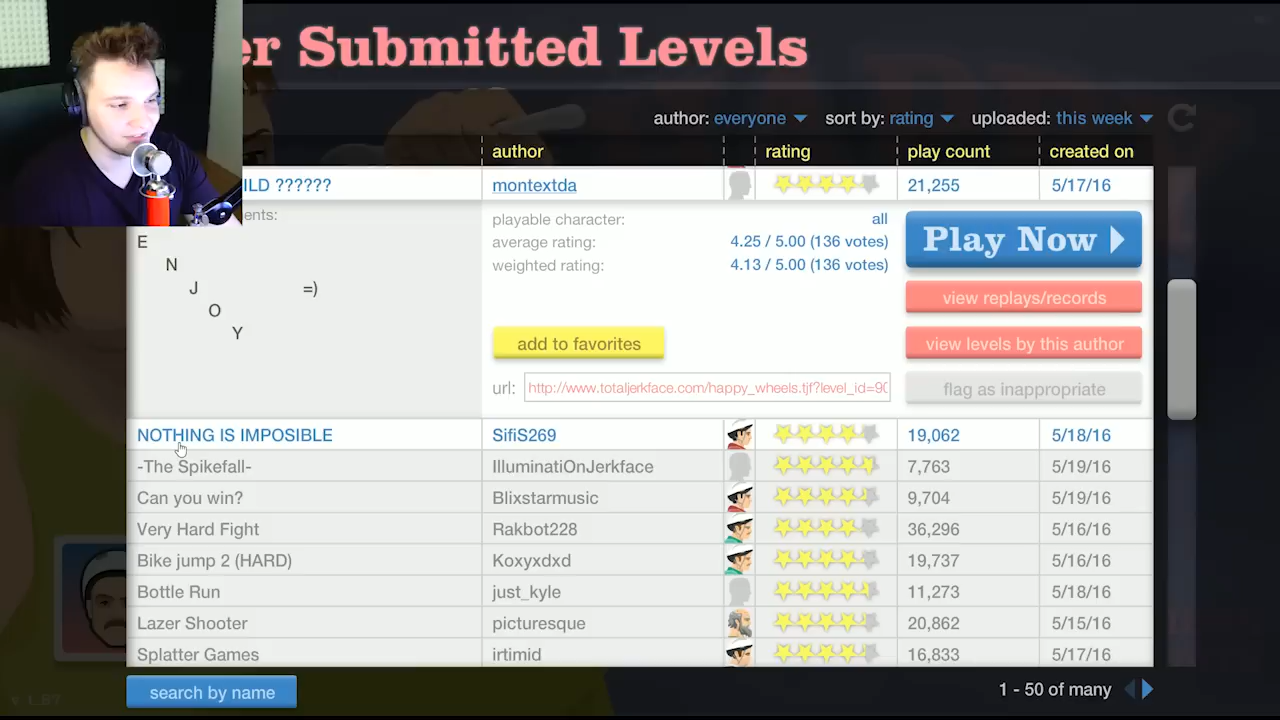 er Submitted Levels
author: everyone sort by: rating uploaded: this week
author rating play count created on
ILD ?????? montextda 21,255 5/17/16
ents:
playable character: all
E
average rating: 4.25 / 5.00 (136 votes)
N
weighted rating: 4.13 / 5.00 (136 votes)
J =)
O
Y
Play Now
view replays/records
add to favorites
view levels by this author
url: http://www.totaljerkface.com/happy_wheels.tjf?level_id=90
flag as inappropriate
NOTHING IS IMPOSIBLE SifiS269 19,062 5/18/16
-The Spikefall- IlluminatiOnJerkface 7,763 5/19/16
Can you win? Blixstarmusic 9,704 5/19/16
Very Hard Fight Rakbot228 36,296 5/16/16
Bike jump 2 (HARD) Koxyxdxd 19,737 5/16/16
Bottle Run just_kyle 11,273 5/18/16
Lazer Shooter picturesque 20,862 5/15/16
Splatter Games irtimid 16,833 5/17/16
search by name
1 - 50 of many